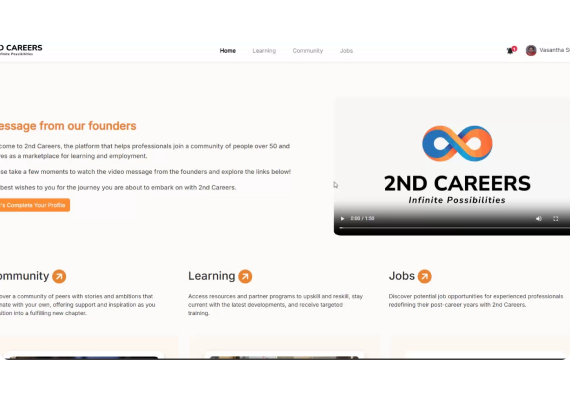 D CAREERS
nfinite Possibilities
Home Learning Community Jobs
Vasantha S
essage from our founders
come to 2nd Careers, the platform that helps professionals join a community of people over 50 and
es as a marketplace for learning and employment.
se take a few moments to watch the video message from the founders and explore the links below!
best wishes to you for the journey you are about to embark on with 2nd Careers.
's Complete Your Profile
2ND CAREERS
Infinite Possibilities
0:00 / 1:50
mmunity
over a community of peers with stories and ambitions that
nate with your own, offering support and inspiration as you
sition into a fulfilling new chapter.
Learning
Access resources and partner programs to upskill and reskill, stay
current with the latest developments, and receive targeted
training.
Jobs
Discover potential job opportunities for experienced professionals
redefining their post-career years with 2nd Careers.